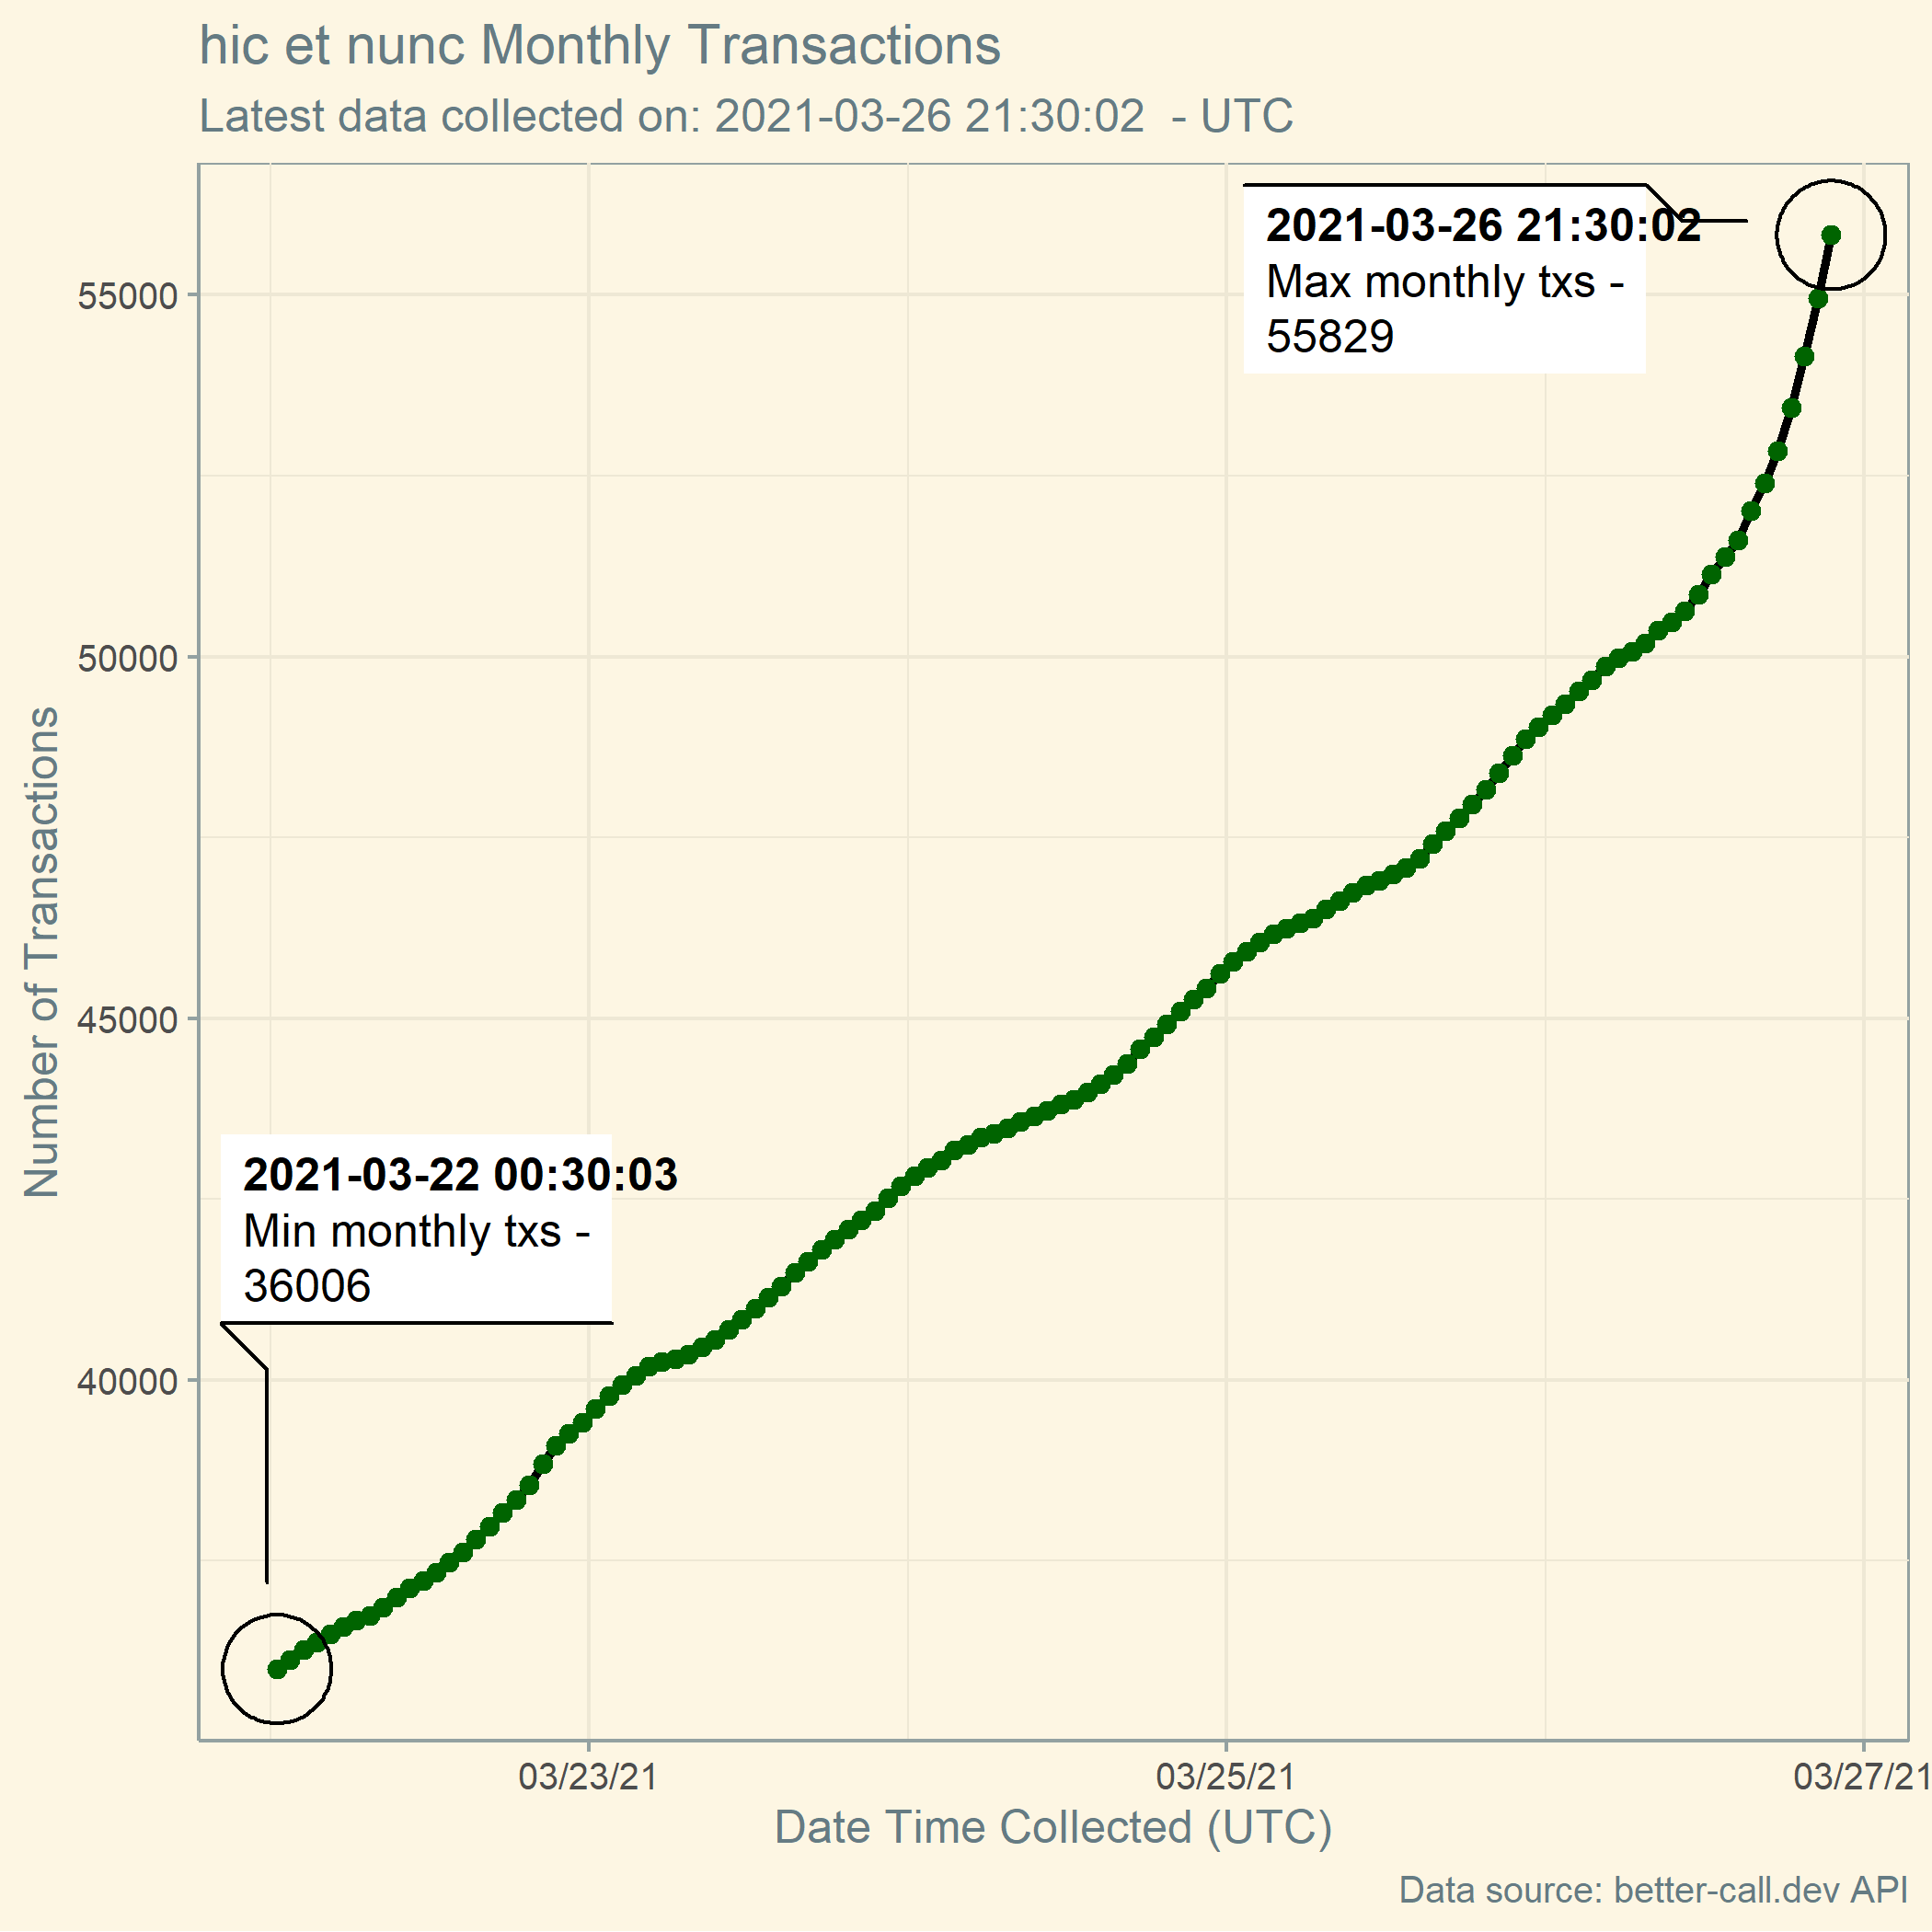 hic et nunc Monthly Transactions
Latest data collected on: 2021-03-26 21:30:02  - UTC
2021-03-26 21:30:02
Max monthly txs -
55829
55000
50000
45000
40000
Number of Transactions
2021-03-22 00:30:03
Min monthly txs -
36006
03/23/21
03/25/21
03/27/21
Date Time Collected (UTC)
Data source: better-call.dev API